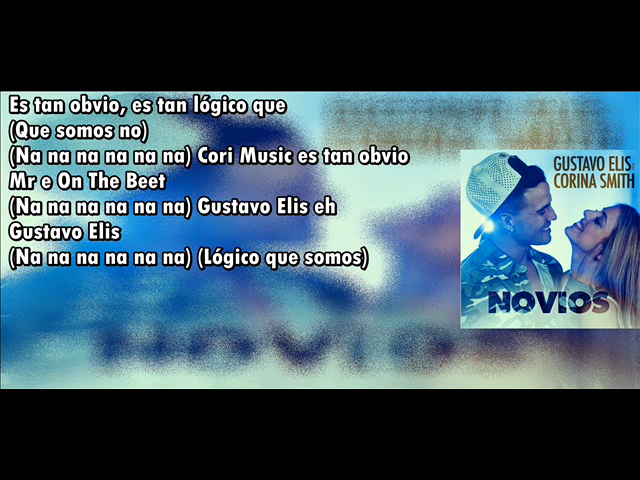 Es tan obvio, es tan lógico que
(Que somos no)
(Na na na na na na) Cori Music es tan obvio
Mr e On The Beet
(Na na na na na na) Gustavo Elis eh
Gustavo Elis
(Na na na na na na) (Lógico que somos)
GUSTAVO ELIS
CORINA SMITH
NOVIOS